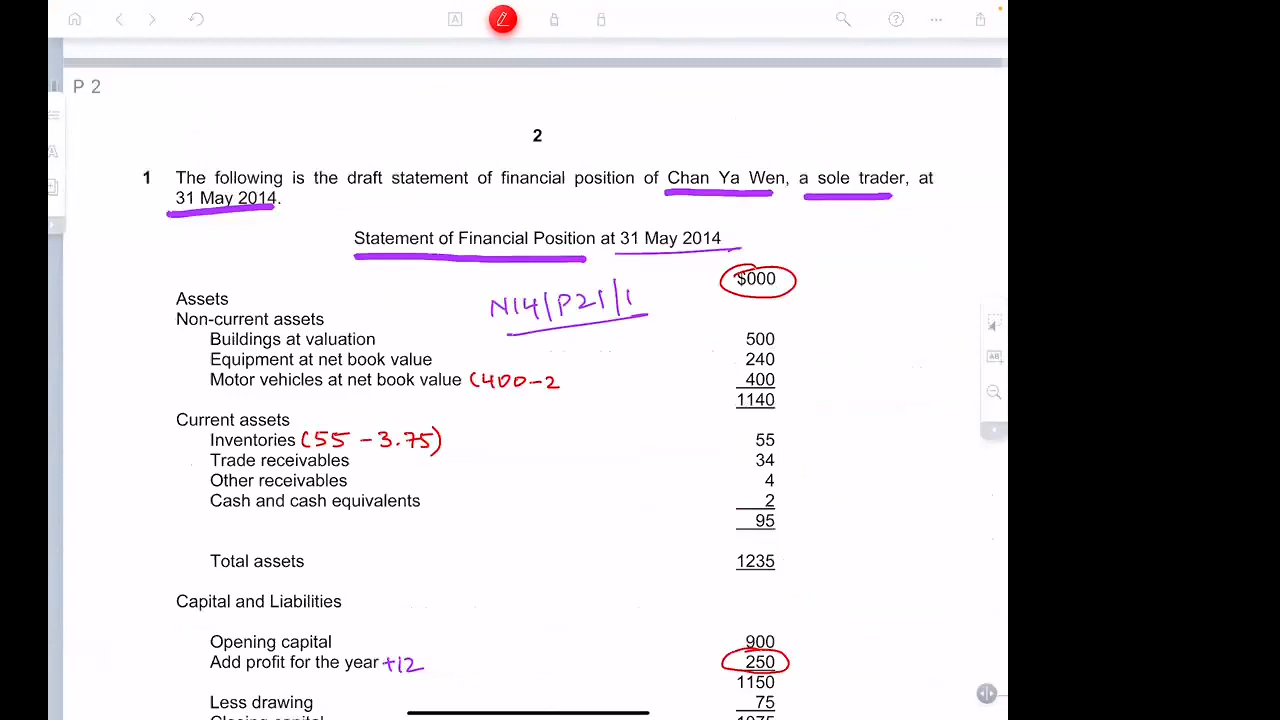 P 2
2
1 The following is the draft statement of financial position of Chan Ya Wen, a sole trader, at
31 May 2014.
Statement of Financial Position at 31 May 2014
$000
Assets
N14/P21/1
Non-current assets
Buildings at valuation 500
Equipment at net book value 240
Motor vehicles at net book value (400-2 400
1140
Current assets
Inventories (55 - 3.75) 55
Trade receivables 34
Other receivables 4
Cash and cash equivalents 2
95
Total assets 1235
Capital and Liabilities
Opening capital 900
Add profit for the year +12 250
1150
Less drawing 75
Closing capital 1075